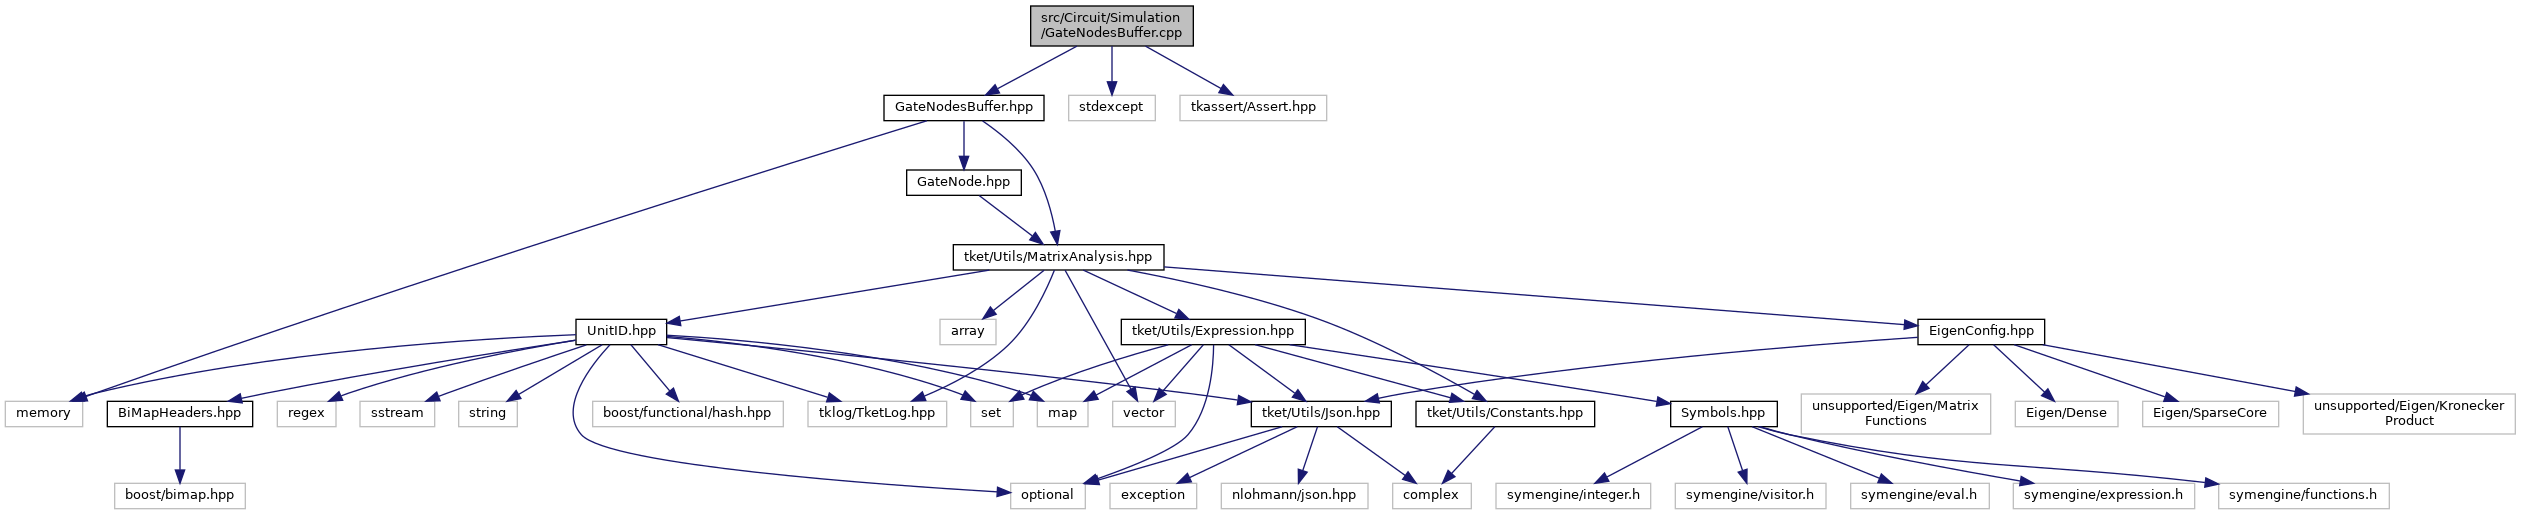 src/Circuit/Simulation
/GateNodesBuffer.cpp
GateNodesBuffer.hpp
stdexcept
tkassert/Assert.hpp
GateNode.hpp
tket/Utils/MatrixAnalysis.hpp
UnitID.hpp
array
tket/Utils/Expression.hpp
EigenConfig.hpp
memory
BiMapHeaders.hpp
regex
sstream
string
boost/functional/hash.hpp
tklog/TketLog.hpp
set
map
vector
tket/Utils/Json.hpp
tket/Utils/Constants.hpp
Symbols.hpp
unsupported/Eigen/Matrix
Functions
Eigen/Dense
Eigen/SparseCore
unsupported/Eigen/Kronecker
Product
boost/bimap.hpp
optional
exception
nlohmann/json.hpp
complex
symengine/integer.h
symengine/visitor.h
symengine/eval.h
symengine/expression.h
symengine/functions.h